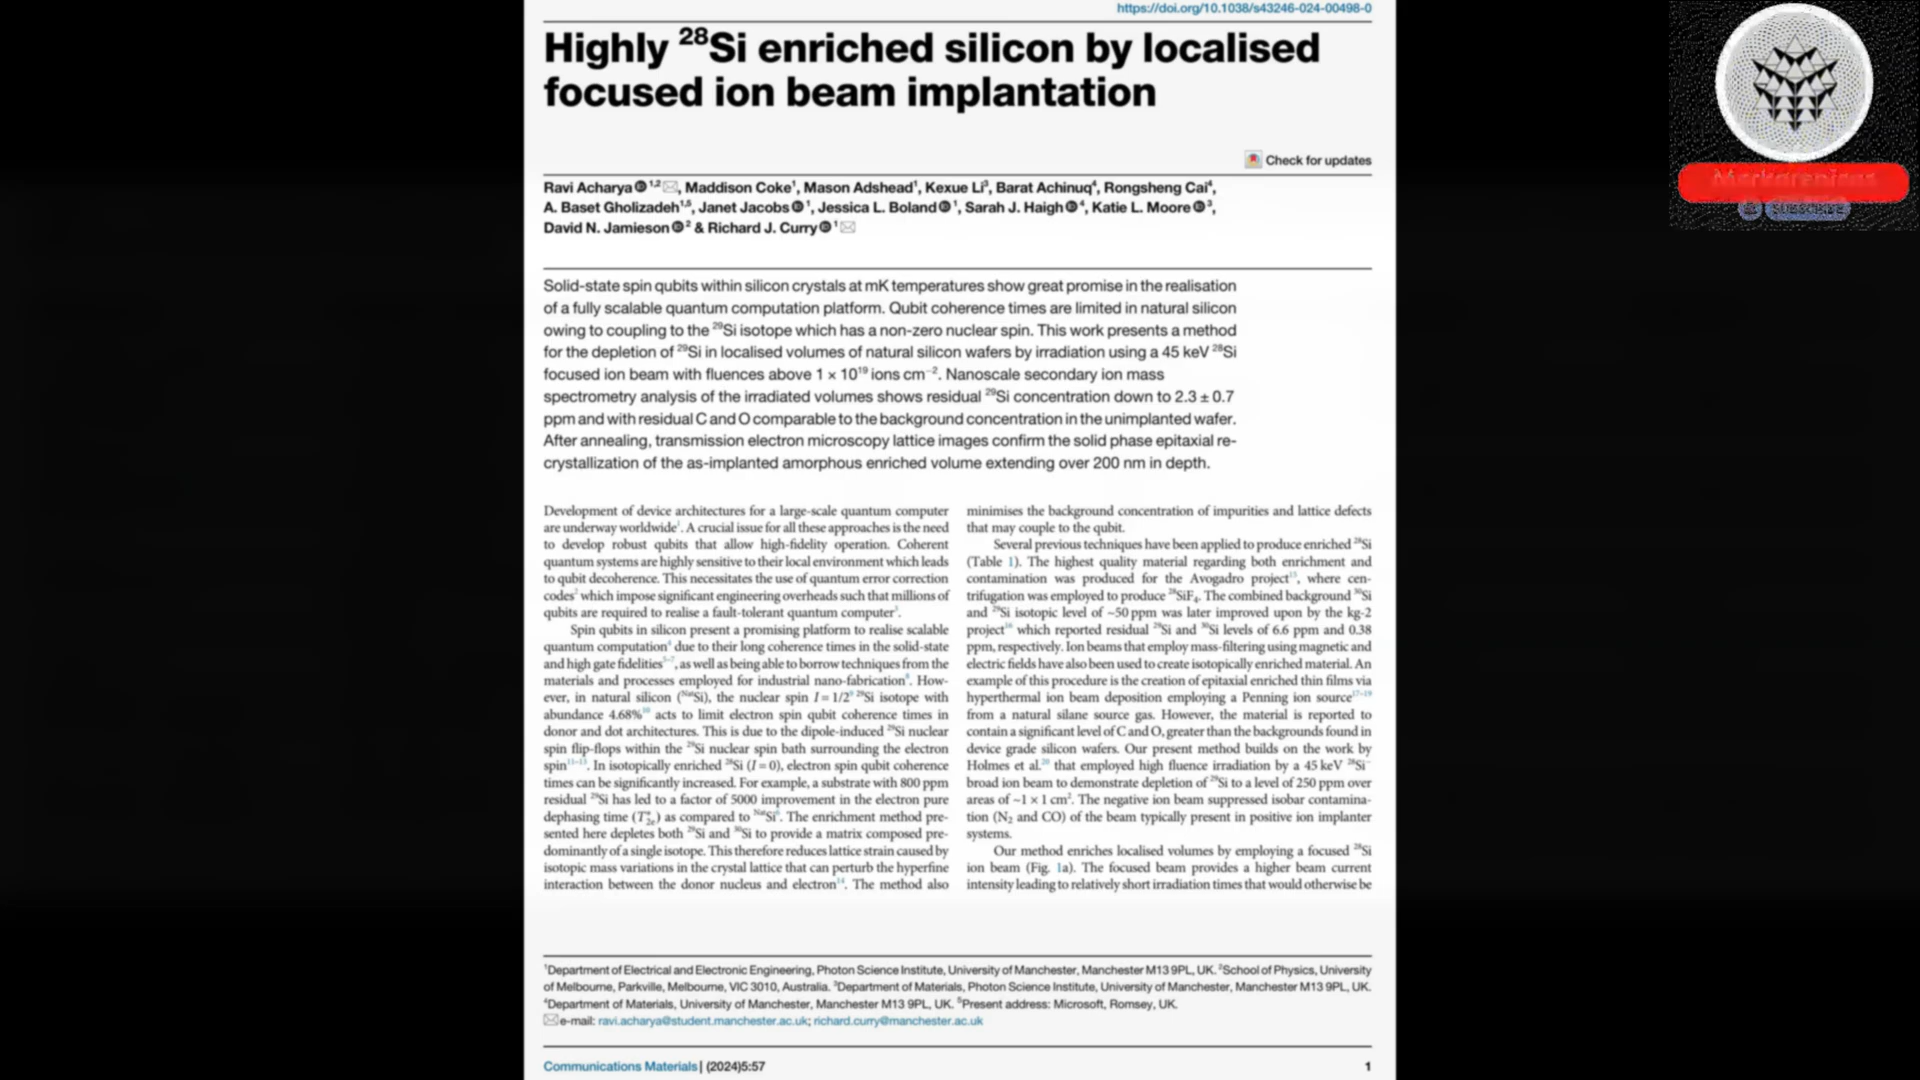 https://doi.org/10.1038/s43246-024-00498-0
Highly ²⁸Si enriched silicon by localised
focused ion beam implantation
Check for updates
Ravi Acharya ¹,², Maddison Coke¹, Mason Adshead¹, Kexue Li³, Barat Achinuq⁴, Rongsheng Cai⁴,
A. Baset Gholizadeh¹,⁵, Janet Jacobs ¹, Jessica L. Boland ¹, Sarah J. Haigh ⁴, Katie L. Moore ³,
David N. Jamieson ² & Richard J. Curry ¹
Solid-state spin qubits within silicon crystals at mK temperatures show great promise in the realisation
of a fully scalable quantum computation platform. Qubit coherence times are limited in natural silicon
owing to coupling to the ²⁹Si isotope which has a non-zero nuclear spin. This work presents a method
for the depletion of ²⁹Si in localised volumes of natural silicon wafers by irradiation using a 45 keV ²⁸Si
focused ion beam with fluences above 1 × 10¹⁹ ions cm⁻². Nanoscale secondary ion mass
spectrometry analysis of the irradiated volumes shows residual ²⁹Si concentration down to 2.3 ± 0.7
ppm and with residual C and O comparable to the background concentration in the unimplanted wafer.
After annealing, transmission electron microscopy lattice images confirm the solid phase epitaxial re-
crystallization of the as-implanted amorphous enriched volume extending over 200 nm in depth.
Development of device architectures for a large-scale quantum computer
are underway worldwide¹. A crucial issue for all these approaches is the need
to develop robust qubits that allow high-fidelity operation. Coherent
quantum systems are highly sensitive to their local environment which leads
to qubit decoherence. This necessitates the use of quantum error correction
codes² which impose significant engineering overheads such that millions of
qubits are required to realise a fault-tolerant quantum computer³.
Spin qubits in silicon present a promising platform to realise scalable
quantum computation⁴ due to their long coherence times in the solid-state
and high gate fidelities⁵⁻⁷, as well as being able to borrow techniques from the
materials and processes employed for industrial nano-fabrication⁸. How-
ever, in natural silicon (ᴺᵃᵗSi), the nuclear spin I = 1/2⁹ ²⁹Si isotope with
abundance 4.68%¹⁰ acts to limit electron spin qubit coherence times in
donor and dot architectures. This is due to the dipole-induced ²⁹Si nuclear
spin flip-flops within the ²⁹Si nuclear spin bath surrounding the electron
spin¹¹⁻¹³. In isotopically enriched ²⁸Si (I = 0), electron spin qubit coherence
times can be significantly increased. For example, a substrate with 800 ppm
residual ²⁹Si has led to a factor of 5000 improvement in the electron pure
dephasing time (T*₂ₑ) as compared to ᴺᵃᵗSi⁶. The enrichment method pre-
sented here depletes both ²⁹Si and ³⁰Si to provide a matrix composed pre-
dominantly of a single isotope. This therefore reduces lattice strain caused by
isotopic mass variations in the crystal lattice that can perturb the hyperfine
interaction between the donor nucleus and electron¹⁴. The method also
minimises the background concentration of impurities and lattice defects
that may couple to the qubit.
Several previous techniques have been applied to produce enriched ²⁸Si
(Table 1). The highest quality material regarding both enrichment and
contamination was produced for the Avogadro project¹⁵, where cen-
trifugation was employed to produce ²⁸SiF₄. The combined background ³⁰Si
and ²⁹Si isotopic level of ~50 ppm was later improved upon by the kg-2
project¹⁶ which reported residual ²⁹Si and ³⁰Si levels of 6.6 ppm and 0.38
ppm, respectively. Ion beams that employ mass-filtering using magnetic and
electric fields have also been used to create isotopically enriched material. An
example of this procedure is the creation of epitaxial enriched thin films via
hyperthermal ion beam deposition employing a Penning ion source¹⁷⁻¹⁹
from a natural silane source gas. However, the material is reported to
contain a significant level of C and O, greater than the backgrounds found in
device grade silicon wafers. Our present method builds on the work by
Holmes et al.²⁰ that employed high fluence irradiation by a 45 keV ²⁸Si⁻
broad ion beam to demonstrate depletion of ²⁹Si to a level of 250 ppm over
areas of ~1 × 1 cm². The negative ion beam suppressed isobar contamina-
tion (N₂ and CO) of the beam typically present in positive ion implanter
systems.
Our method enriches localised volumes by employing a focused ²⁸Si
ion beam (Fig. 1a). The focused beam provides a higher beam current
intensity leading to relatively short irradiation times that would otherwise be
¹Department of Electrical and Electronic Engineering, Photon Science Institute, University of Manchester, Manchester M13 9PL, UK. ²School of Physics, University
of Melbourne, Parkville, Melbourne, VIC 3010, Australia. ³Department of Materials, Photon Science Institute, University of Manchester, Manchester M13 9PL, UK.
⁴Department of Materials, University of Manchester, Manchester M13 9PL, UK. ⁵Present address: Microsoft, Romsey, UK.
e-mail: ravi.acharya@student.manchester.ac.uk; richard.curry@manchester.ac.uk
Communications Materials| (2024)5:57
1
SUBSCRIBE